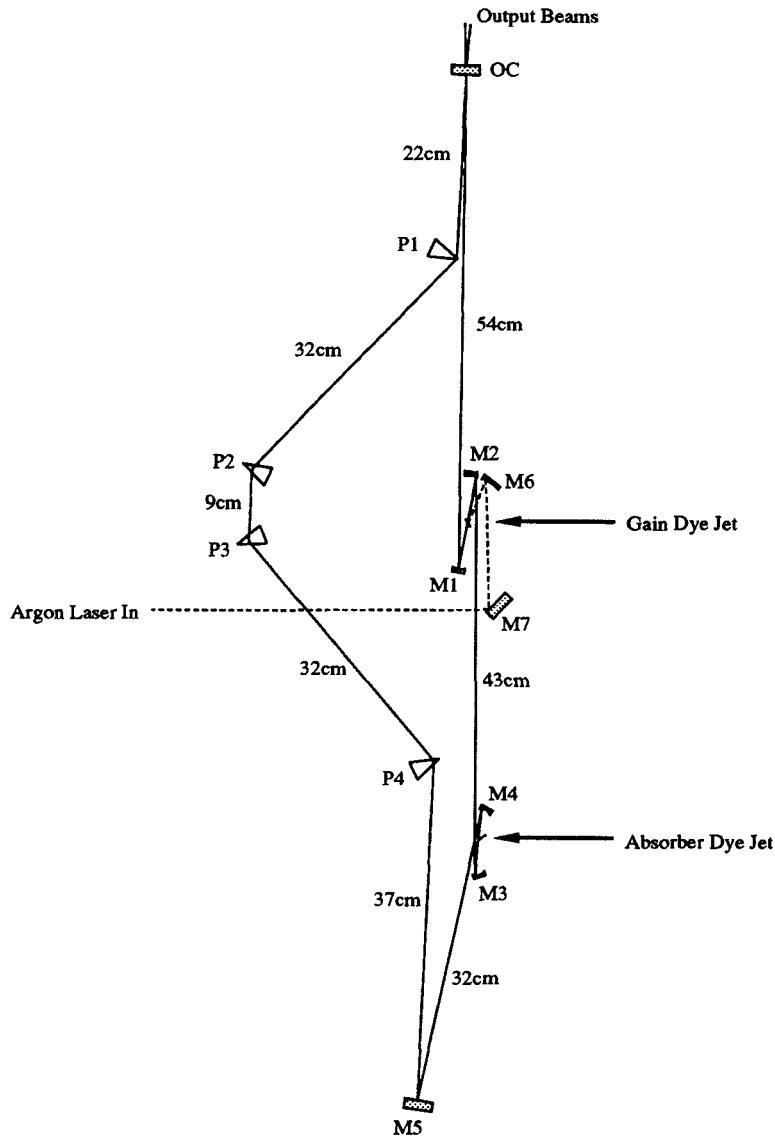 Output Beams
OC
22cm
P1
54cm
32cm
M2
P2
M6
9cm
Gain Dye Jet
P3
M1
Argon Laser In
M7
32cm
43cm
P4
M4
Absorber Dye Jet
M3
37cm
32cm
M5